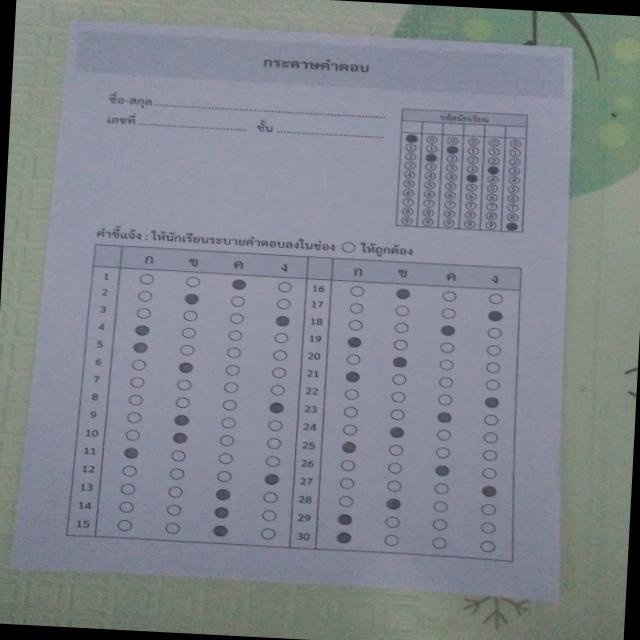 กระดาษคำตอบ
ชื่อ-สกุล
เลขที่ ชั้น
รหัสนักเรียน
คำชี้แจ้ง : ให้นักเรียนระบายคำตอบลงในช่อง ให้ถูกต้อง
ก ข ค ง ก ข ค ง
1 16
2 17
3 18
4 19
5 20
6 21
7 22
8 23
9 24
10 25
11 26
12 27
13 28
14 29
15 30